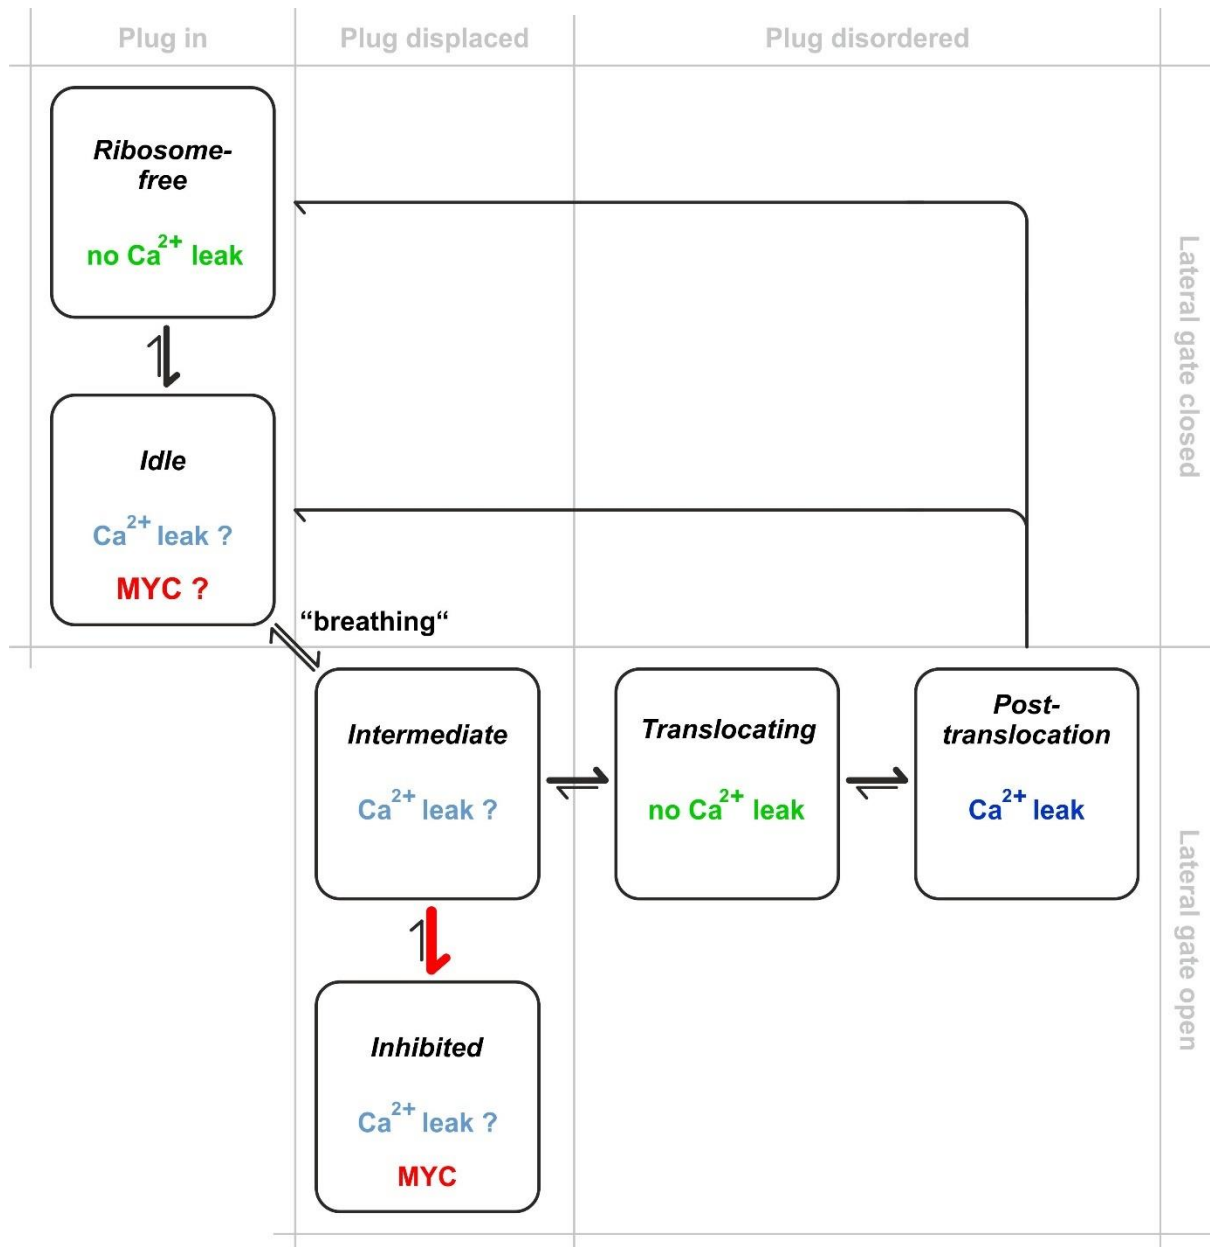 Plug in
Plug displaced
Plug disordered
Ribosome-
free
no Ca²⁺ leak
Lateral gate closed
Idle
Ca²⁺ leak ?
MYC ?
“breathing“
Intermediate
Ca²⁺ leak ?
Translocating
no Ca²⁺ leak
Post-
translocation
Ca²⁺ leak
Lateral gate open
Inhibited
Ca²⁺ leak ?
MYC